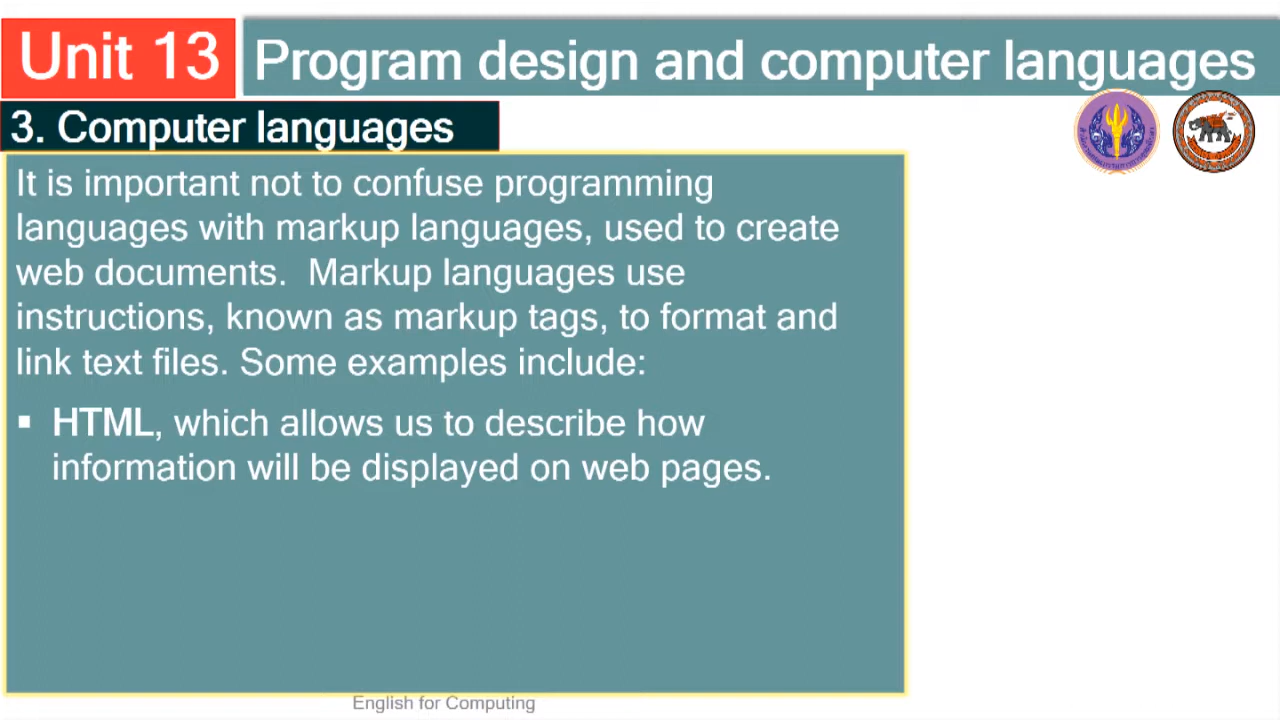 Unit 13
Program design and computer languages
3. Computer languages
It is important not to confuse programming
languages with markup languages, used to create
web documents.  Markup languages use
instructions, known as markup tags, to format and
link text files. Some examples include:
▪ HTML, which allows us to describe how
information will be displayed on web pages.
English for Computing